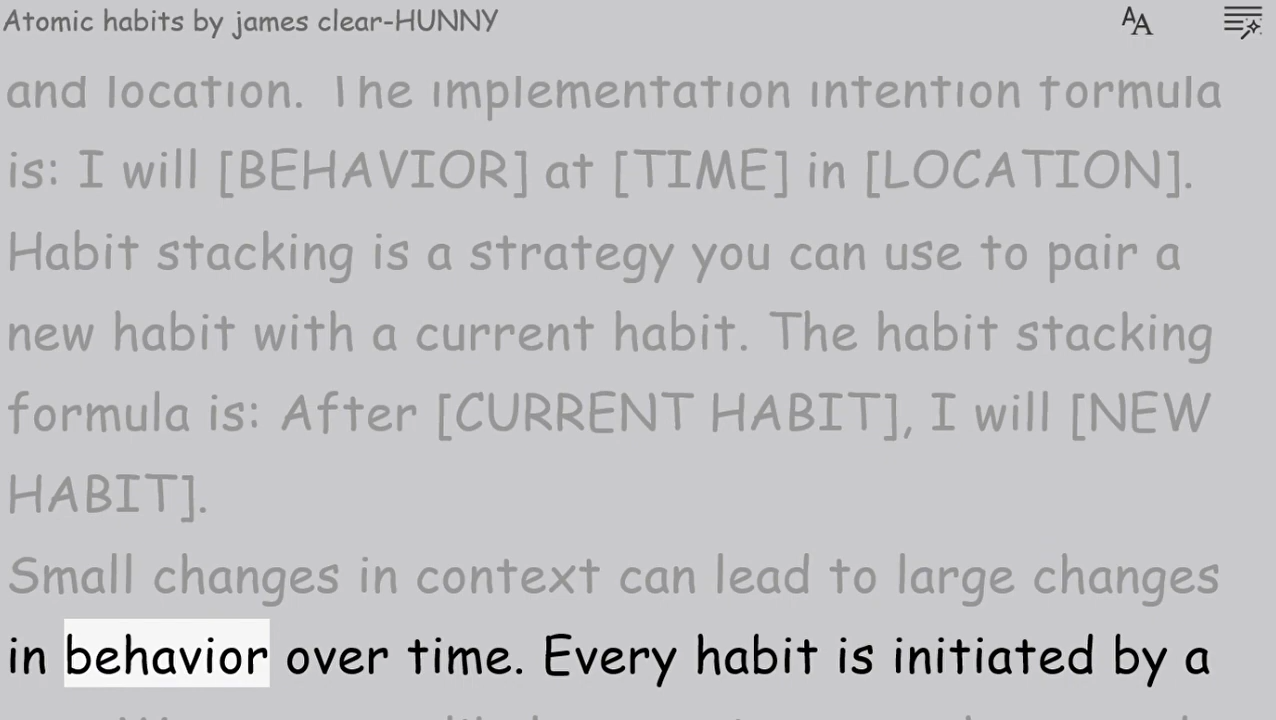 Atomic habits by james clear-HUNNY
AA
and location. The implementation intention formula
is: I will [BEHAVIOR] at [TIME] in [LOCATION].
Habit stacking is a strategy you can use to pair a
new habit with a current habit. The habit stacking
formula is: After [CURRENT HABIT], I will [NEW
HABIT].
Small changes in context can lead to large changes
in behavior over time. Every habit is initiated by a